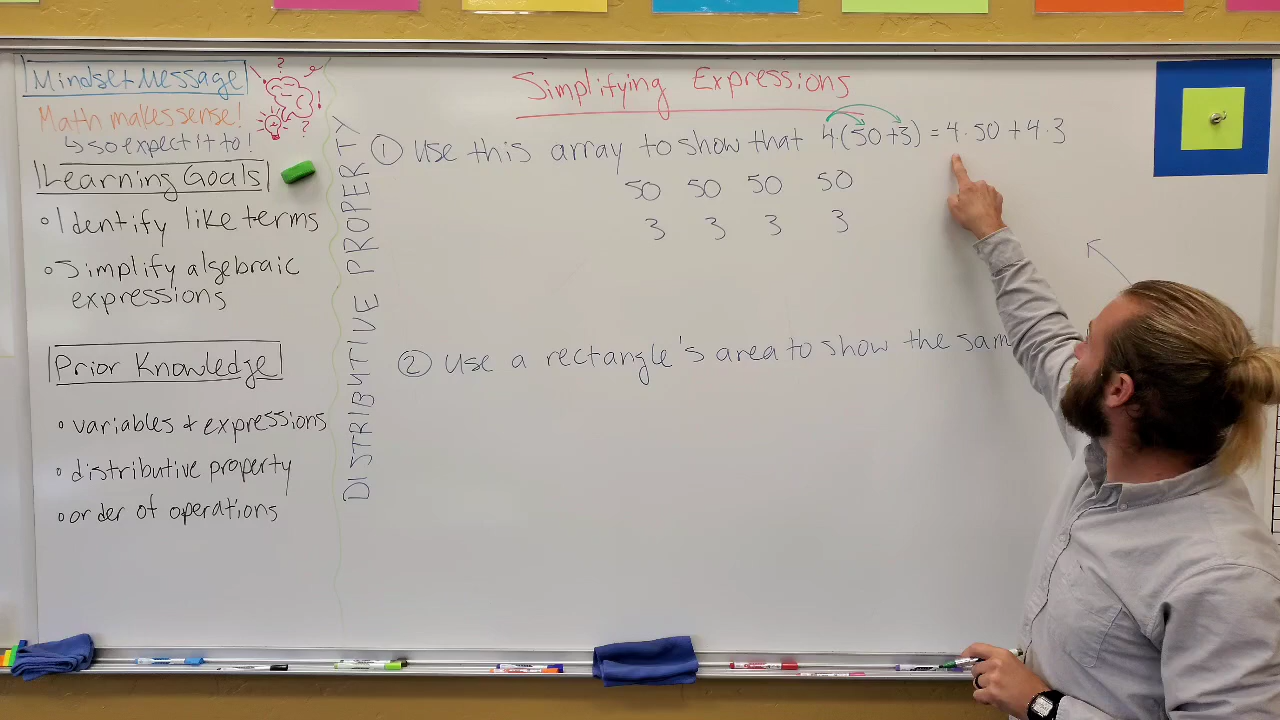 Mindset Message
Math makes sense!
↳ so expect it to!
Learning Goals
• Identify like terms
• simplify algebraic
expressions
Prior Knowledge
• variables + expressions
• distributive property
• order of operations
DISTRIBUTIVE PROPERTY
Simplifying Expressions
① Use this array to show that 4·(50+3) = 4·50 + 4·3
50 50 50 50
3 3 3 3
② Use a rectangle's area to show the sam